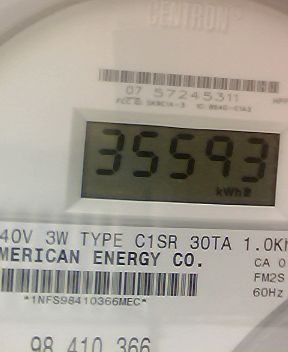 CENTRON®
07 57245311
35593
kWh
40V 3W TYPE C1SR 30TA 1.0Kh
MERICAN ENERGY CO.
CA 0
FM2S
60Hz
*1NFS98410366MEC*
98 410 366